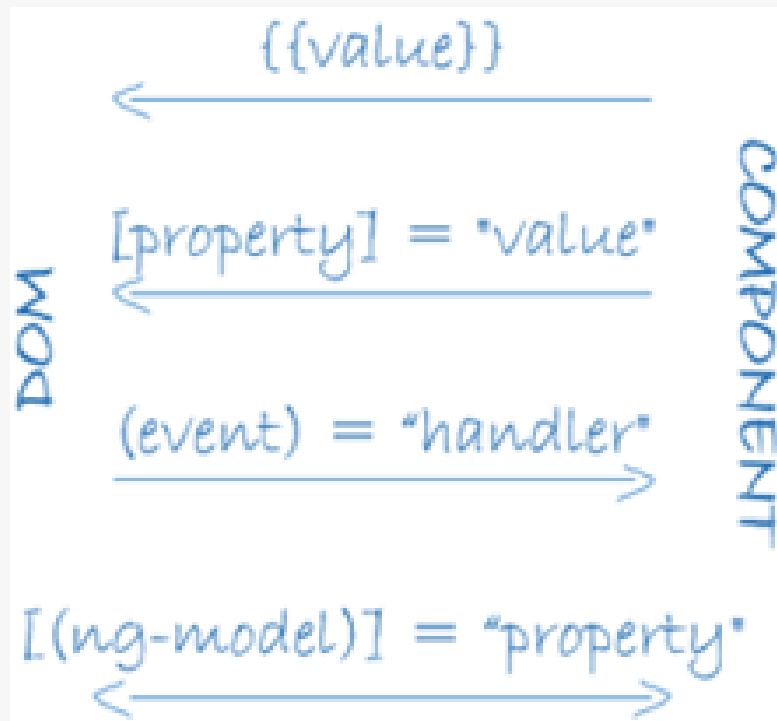 {{value}}
[property] = "value"
(event) = "handler"
[(ng-model)] = "property"
DOM
COMPONENT